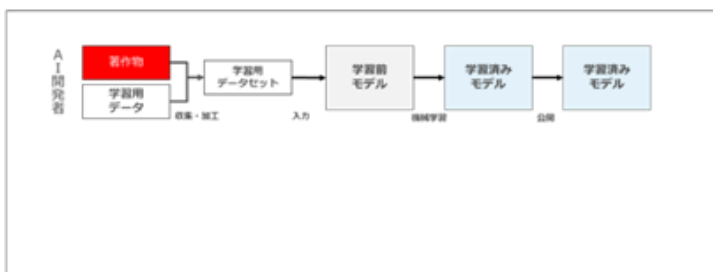 AI開発者
著作物
学習用
データ
収集・加工
学習用
データセット
入力
学習前
モデル
機械学習
学習済み
モデル
公開
学習済み
モデル